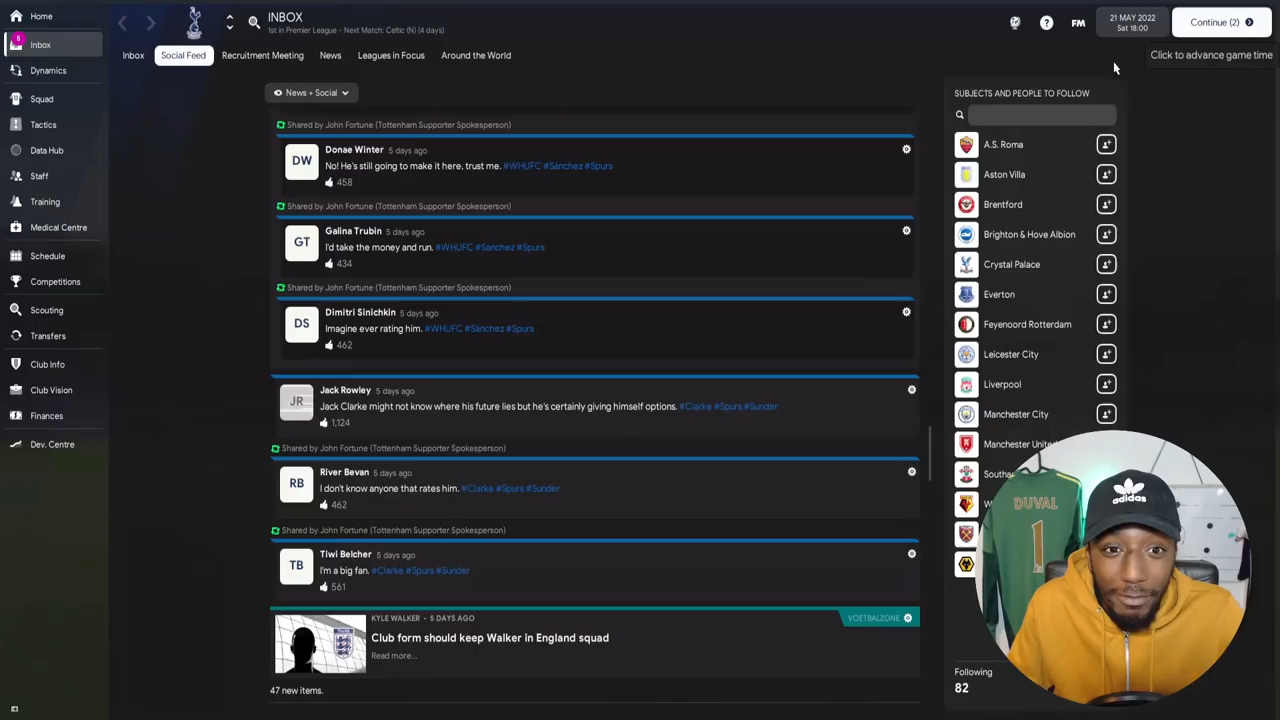 Home
INBOX
1st in Premier League - Next Match: Celtic (N) (4 days)
FM
21 MAY 2022
Sat 18:00
Continue (2)
6
Inbox
Inbox
Social Feed
Recruitment Meeting
News
Leagues in Focus
Around the World
Click to advance game time
Dynamics
Squad
Tactics
Data Hub
Staff
Training
Medical Centre
Schedule
Competitions
Scouting
Transfers
Club Info
Club Vision
Finances
Dev. Centre
News + Social
Shared by John Fortune (Tottenham Supporter Spokesperson)
DW
Donae Winter 5 days ago
No! He's still going to make it here, trust me. #WHUFC #Sánchez #Spurs
458
Shared by John Fortune (Tottenham Supporter Spokesperson)
GT
Galina Trubin 5 days ago
I'd take the money and run. #WHUFC #Sánchez #Spurs
434
Shared by John Fortune (Tottenham Supporter Spokesperson)
DS
Dimitri Sinichkin 5 days ago
Imagine ever rating him. #WHUFC #Sánchez #Spurs
462
JR
Jack Rowley 5 days ago
Jack Clarke might not know where his future lies but he's certainly giving himself options. #Clarke #Spurs #Sunder
1,124
Shared by John Fortune (Tottenham Supporter Spokesperson)
RB
River Bevan 5 days ago
I don't know anyone that rates him. #Clarke #Spurs #Sunder
462
Shared by John Fortune (Tottenham Supporter Spokesperson)
TB
Tiwi Belcher 5 days ago
I'm a big fan. #Clarke #Spurs #Sunder
561
KYLE WALKER - 5 DAYS AGO
VOETBALZONE
Club form should keep Walker in England squad
Read more...
47 new items.
SUBJECTS AND PEOPLE TO FOLLOW
A.S. Roma
Aston Villa
Brentford
Brighton & Hove Albion
Crystal Palace
Everton
Feyenoord Rotterdam
Leicester City
Liverpool
Manchester City
Manchester Unite
Southa
W
Following
82
DUVAL
1
adidas